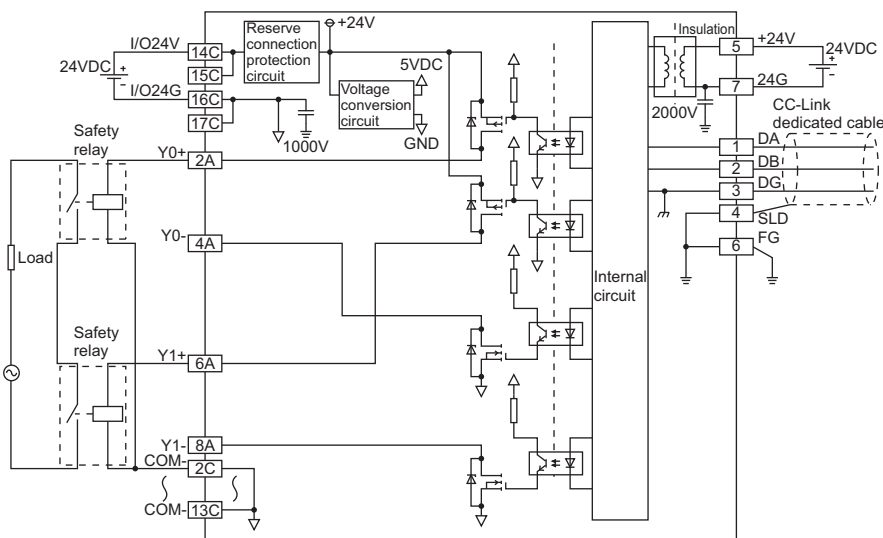 Reserve
connection
protection
circuit
+24V
I/O24V
14C
15C
24VDC
+
−
I/O24G
16C
17C
1000V
5VDC
Voltage
conversion
circuit
GND
Insulation
5
+24V
24VDC
+
−
7
24G
2000V
CC-Link
dedicated cable
1
DA
2
DB
3
DG
4
SLD
6
FG
Safety
relay
Y0+
2A
Y0-
4A
Load
Internal
circuit
Safety
relay
Y1+
6A
Y1-
8A
COM-
2C
COM-
13C